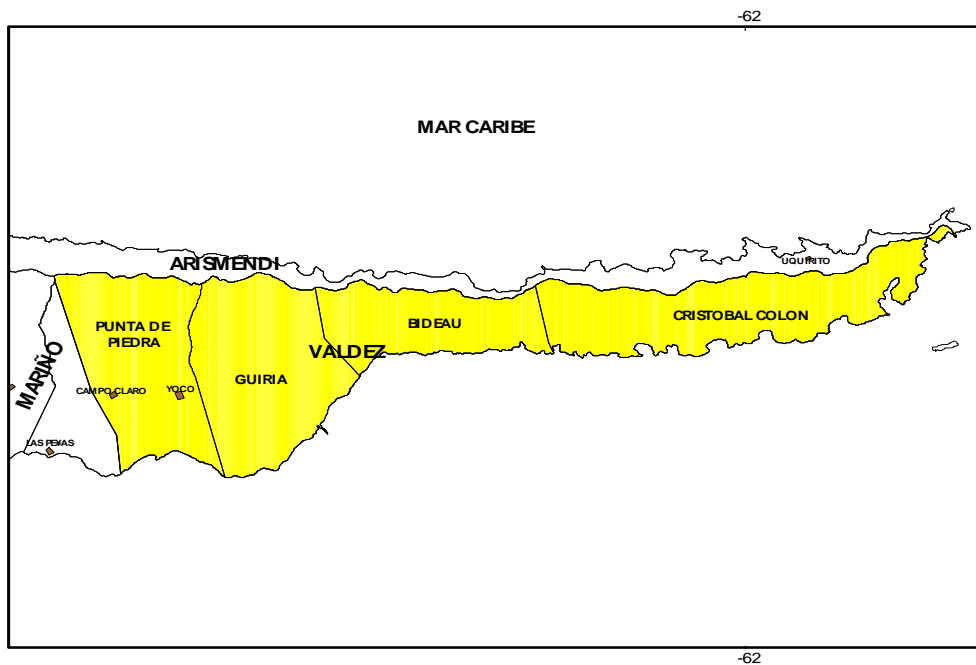 -62
MAR CARIBE
ARISMENDI
UQUIRITO
PUNTA DE
PIEDRA
BIDEAU
CRISTOBAL COLON
MARIÑO
VALDEZ
GUIRIA
CAMPO CLARO
YOCO
LAS PEÑAS
-62